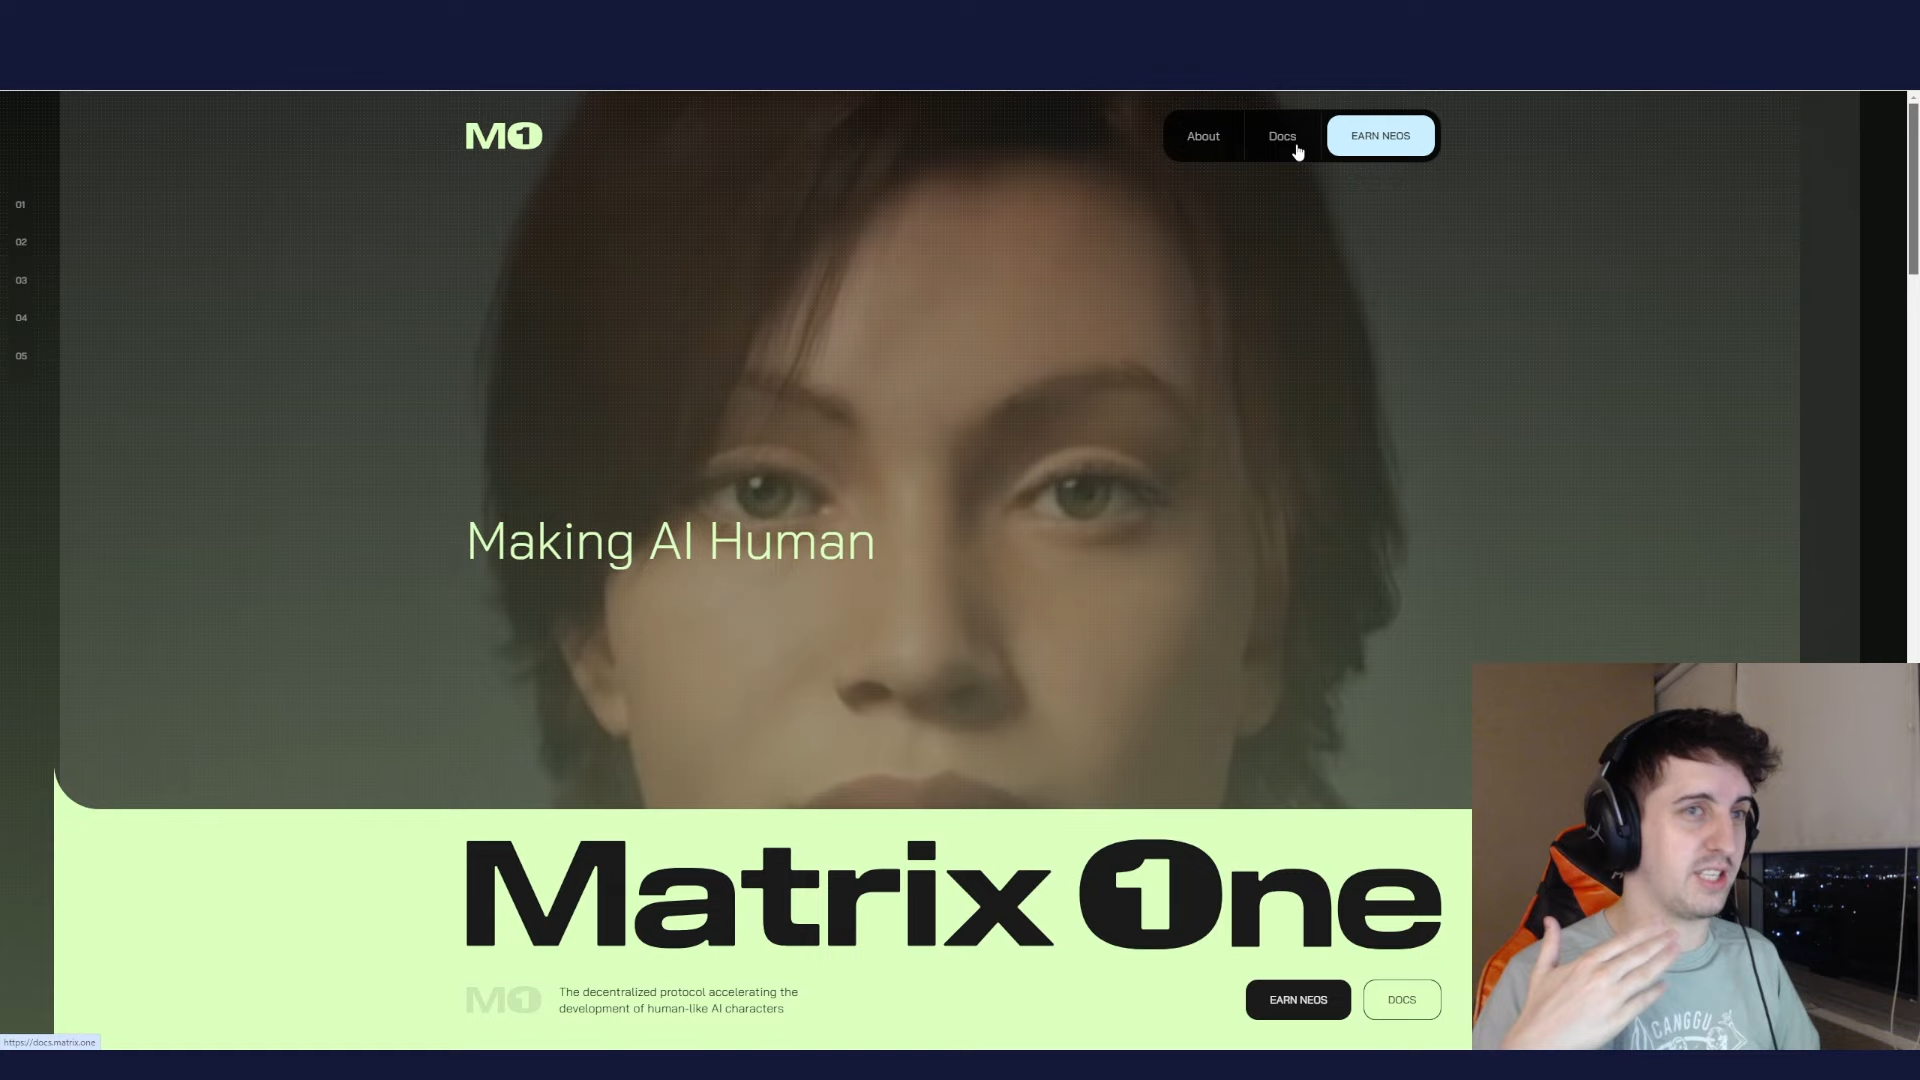 M1
About
Docs
EARN NEOS
01
02
03
04
05
Making AI Human
Matrix 1ne
M1
The decentralized protocol accelerating the
development of human-like AI characters
EARN NEOS
DOCS
CANGGU
https://docs.matrix.one